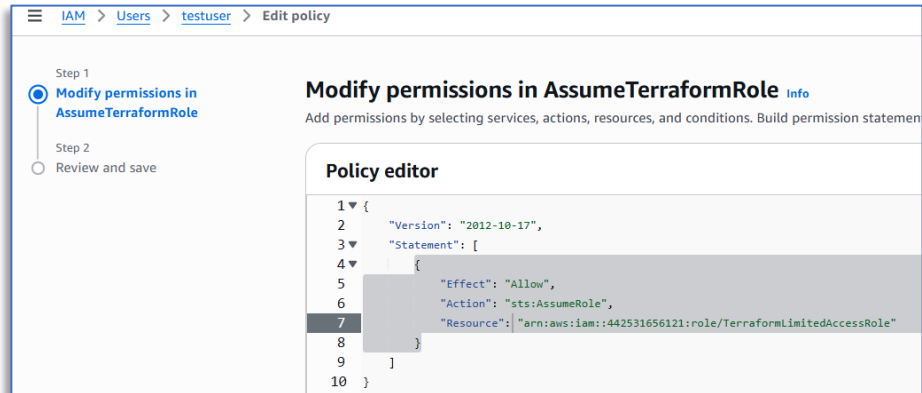 IAM > Users > testuser > Edit policy
Step 1
Modify permissions in
AssumeTerraformRole
Step 2
Review and save
Modify permissions in AssumeTerraformRole Info
Add permissions by selecting services, actions, resources, and conditions. Build permission statemen
Policy editor
1 {
2 "Version": "2012-10-17",
3 "Statement": [
4 {
5 "Effect": "Allow",
6 "Action": "sts:AssumeRole",
7 "Resource": "arn:aws:iam::442531656121:role/TerraformLimitedAccessRole"
8 }
9 ]
10 }